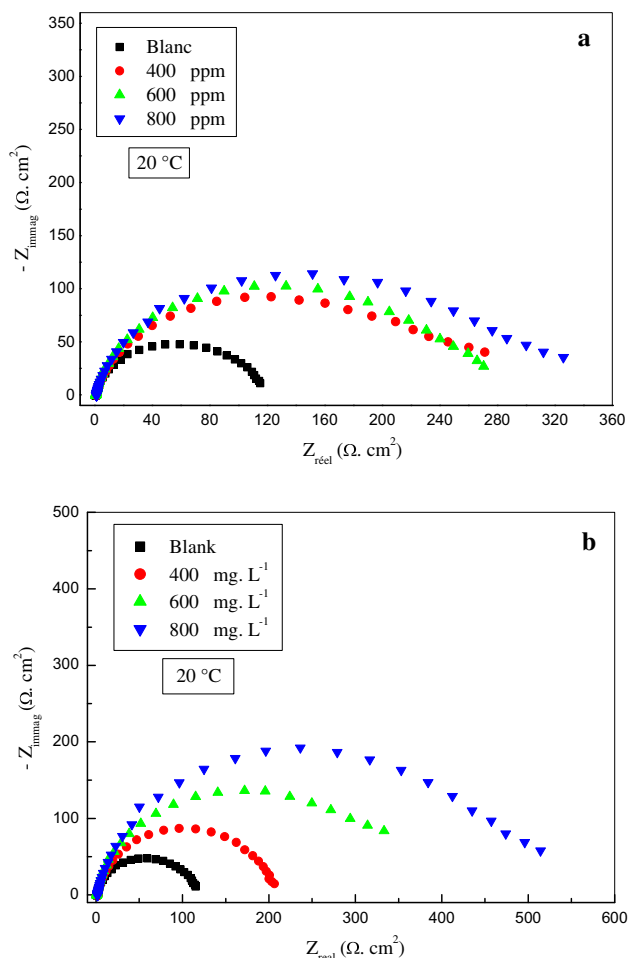 a
Blanc
400 ppm
600 ppm
800 ppm
20 °C
350
300
250
200
150
100
50
0
- Z_immag (Ω. cm²)
0 40 80 120 160 200 240 280 320 360
Z_réel (Ω. cm²)
b
Blank
400 mg. L⁻¹
600 mg. L⁻¹
800 mg. L⁻¹
20 °C
500
400
300
200
100
0
- Z_immag (Ω. cm²)
0 100 200 300 400 500 600
Z_real (Ω. cm²)